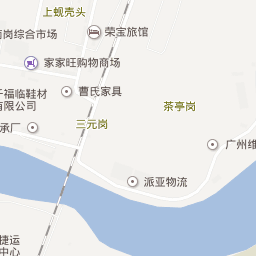 上蚬壳头
岗综合市场
荣宝旅馆
家家旺购物商场
千福临鞋材
有限公司
曹氏家具
茶亭岗
三元岗
承厂
广州维
派亚物流
捷运
中心